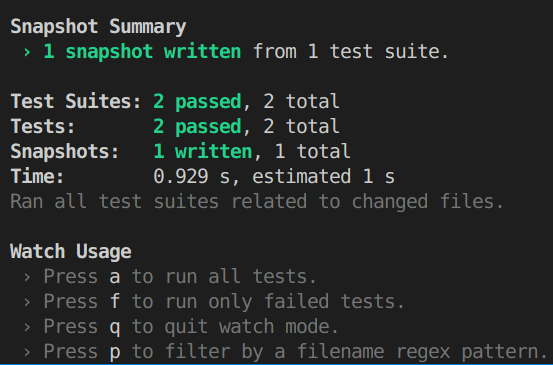 Snapshot Summary
› 1 snapshot written from 1 test suite.
Test Suites: 2 passed, 2 total
Tests: 2 passed, 2 total
Snapshots: 1 written, 1 total
Time: 0.929 s, estimated 1 s
Ran all test suites related to changed files.
Watch Usage
› Press a to run all tests.
› Press f to run only failed tests.
› Press q to quit watch mode.
› Press p to filter by a filename regex pattern.